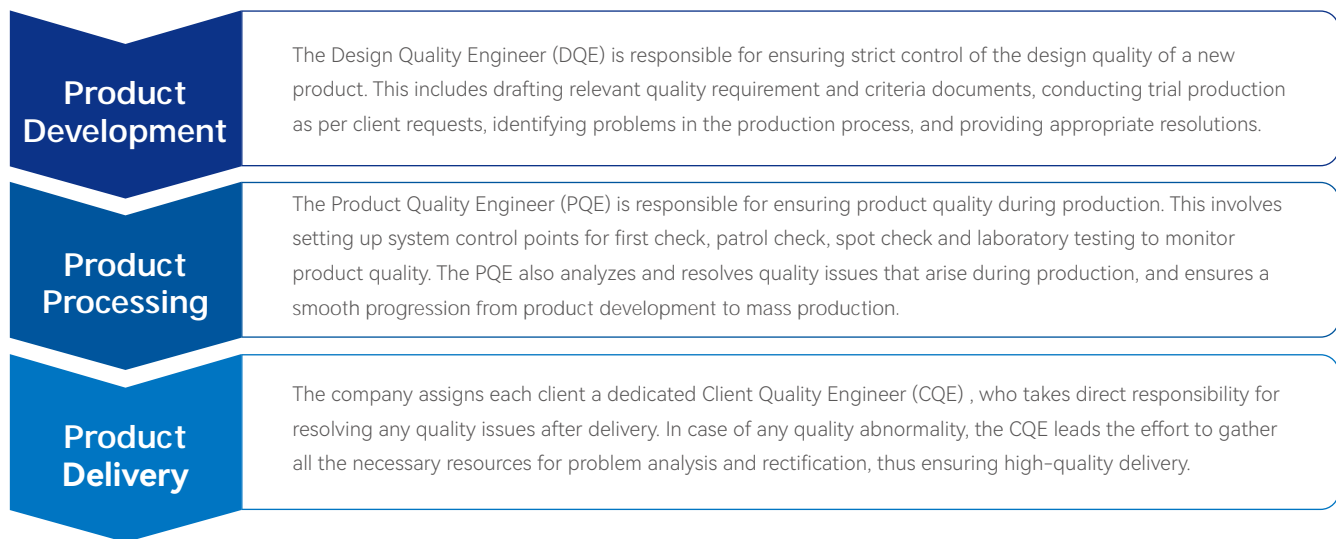 Product
Development
The Design Quality Engineer (DQE) is responsible for ensuring strict control of the design quality of a new
product. This includes drafting relevant quality requirement and criteria documents, conducting trial production
as per client requests, identifying problems in the production process, and providing appropriate resolutions.
Product
Processing
The Product Quality Engineer (PQE) is responsible for ensuring product quality during production. This involves
setting up system control points for first check, patrol check, spot check and laboratory testing to monitor
product quality. The PQE also analyzes and resolves quality issues that arise during production, and ensures a
smooth progression from product development to mass production.
Product
Delivery
The company assigns each client a dedicated Client Quality Engineer (CQE) , who takes direct responsibility for
resolving any quality issues after delivery. In case of any quality abnormality, the CQE leads the effort to gather
all the necessary resources for problem analysis and rectification, thus ensuring high-quality delivery.